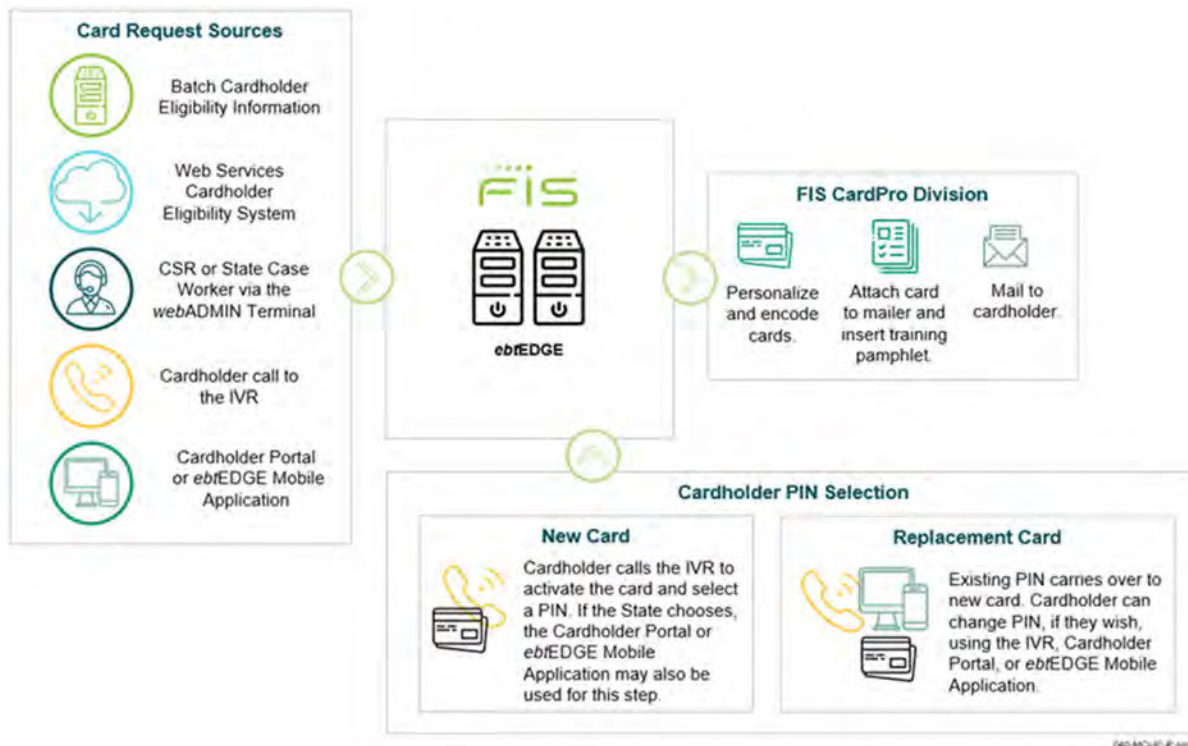 Card Request Sources
Batch Cardholder
Eligibility Information
Web Services
Cardholder
Eligibility System
CSR or State Case
Worker via the
webADMIN Terminal
Cardholder call to
the IVR
Cardholder Portal
or ebtEDGE Mobile
Application
FIS
ebtEDGE
FIS CardPro Division
Personalize
and encode
cards.
Attach card
to mailer and
insert training
pamphlet.
Mail to
cardholder.
Cardholder PIN Selection
New Card
Cardholder calls the IVR to
activate the card and select
a PIN. If the State chooses,
the Cardholder Portal or
ebtEDGE Mobile
Application may also be
used for this step.
Replacement Card
Existing PIN carries over to
new card. Cardholder can
change PIN, if they wish,
using the IVR, Cardholder
Portal, or ebtEDGE Mobile
Application.